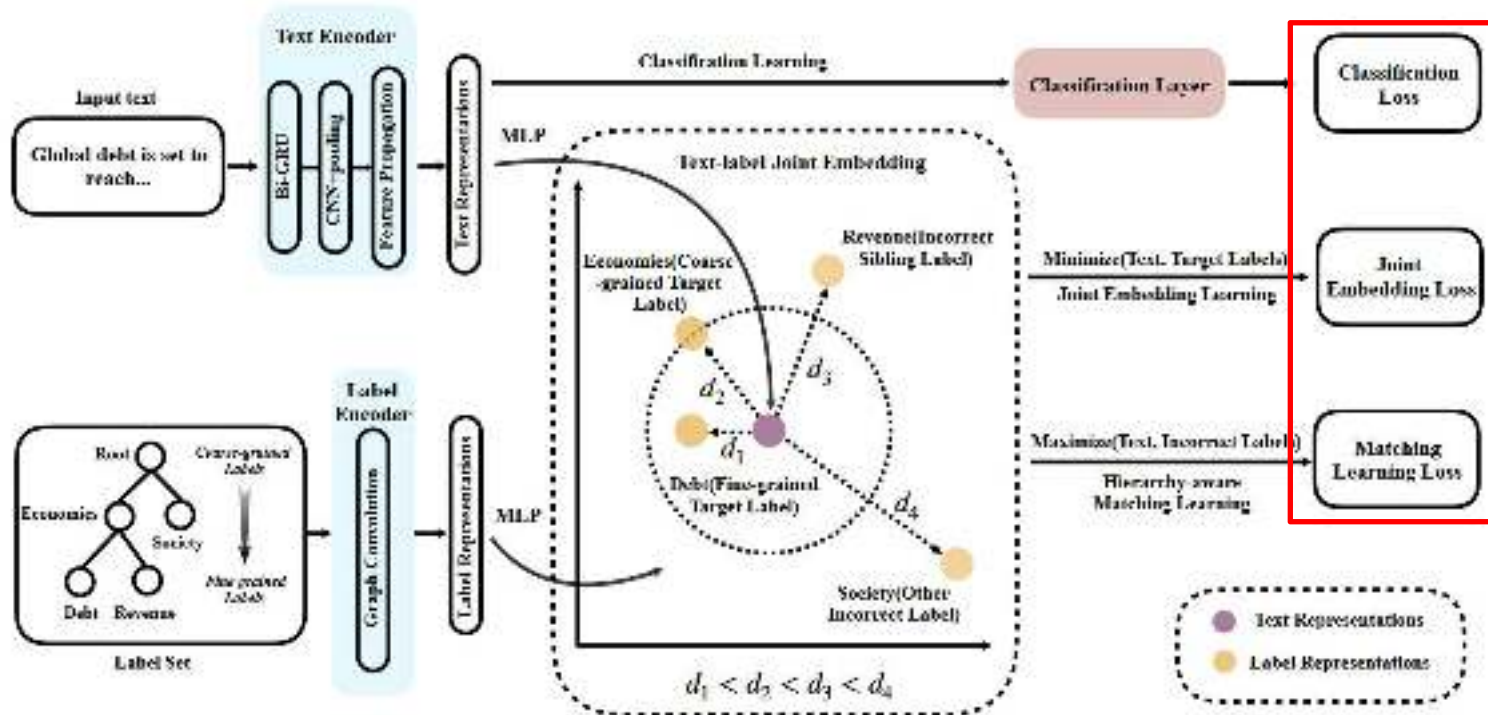 Text Encoder
Input text
Global debt is set to
reach...
Bi-GRU
CNN+pooling
Feature Propogation
Text Representations
Classification Learning
Classification Layer
Classification
Loss
MLP
Text-label Joint Embedding
Economies(Coarse
-grained Target
Label)
Revenue(Incorrect
Sibling Label)
d2
d3
d1
d4
Debt(Fine-grained
Target Label)
Society(Other
Incorrect Label)
d1 < d2 < d3 < d4
Minimize(Text, Target Labels)
Joint Embedding Learning
Joint
Embedding Loss
Maximize(Text, Incorrect Labels)
Hierarchy-aware
Matching Learning
Matching
Learning Loss
Label
Encoder
Graph Convolution
Label Representations
MLP
Root
Coarse-grained
Labels
Economies
Society
Fine grained
Labels
Debt Revenue
Label Set
Text Representations
Label Representations